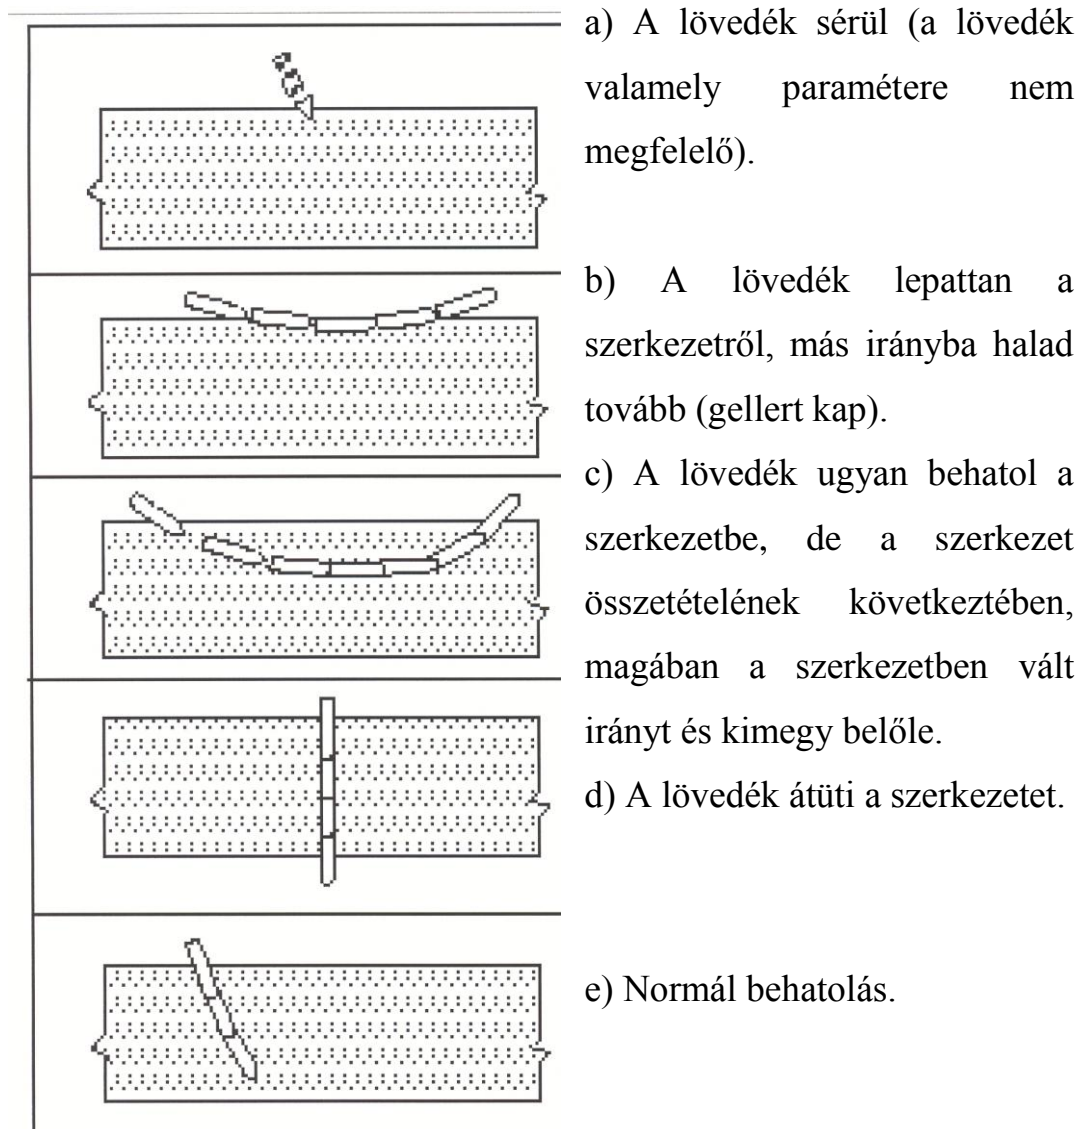 a) A lövedék sérül (a lövedék
valamely paramétere nem
megfelelő).
b) A lövedék lepattan a
szerkezetről, más irányba halad
tovább (gellert kap).
c) A lövedék ugyan behatol a
szerkezetbe, de a szerkezet
összetételének következtében,
magában a szerkezetben vált
irányt és kimegy belőle.
d) A lövedék átüti a szerkezetet.
e) Normál behatolás.